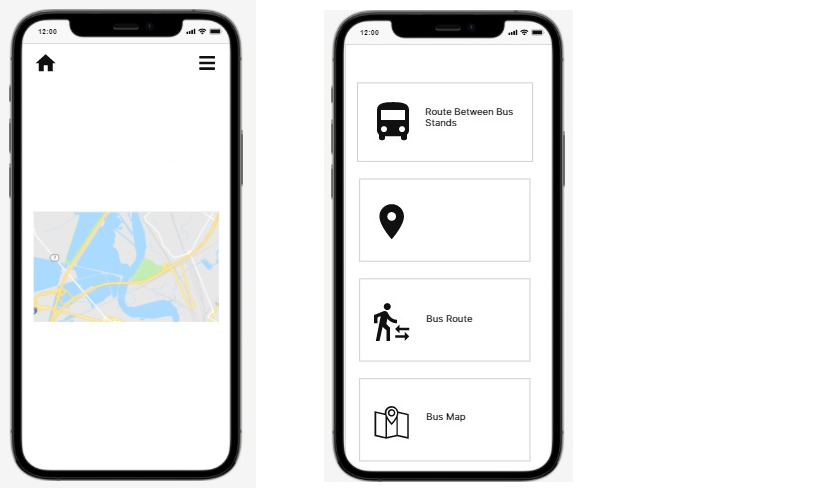 12:00
12:00
Route Between Bus
Stands
Bus Route
Bus Map